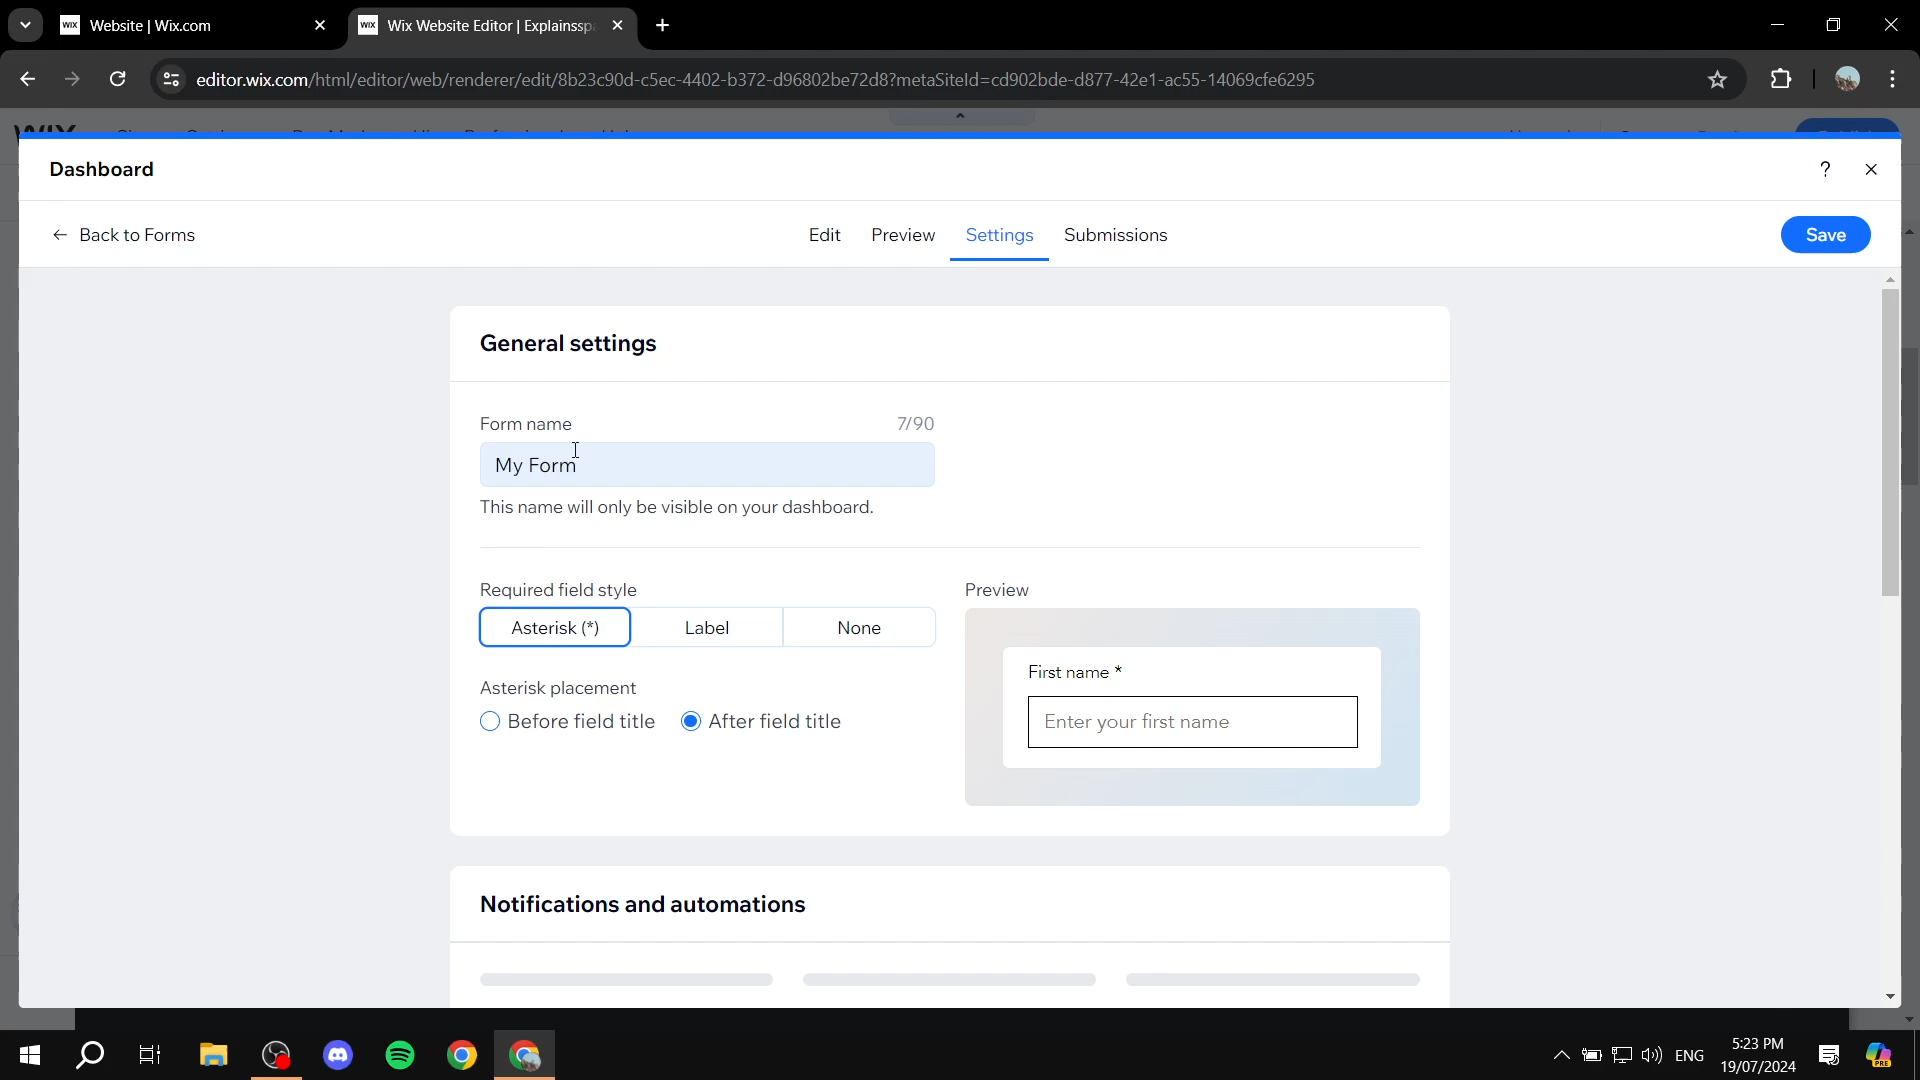 WIX
Website | Wix.com
WIX
Wix Website Editor | Explainssp
editor.wix.com/html/editor/web/renderer/edit/8b23c90d-c5ec-4402-b372-d96802be72d8?metaSiteId=cd902bde-d877-42e1-ac55-14069cfe6295
Dashboard
?
Back to Forms
Edit
Preview
Settings
Submissions
Save
General settings
Form name
7/90
My Form
This name will only be visible on your dashboard.
Required field style
Asterisk (*)
Label
None
Asterisk placement
Before field title
After field title
Preview
First name *
Enter your first name
Notifications and automations
ENG
5:23 PM
19/07/2024
PRE